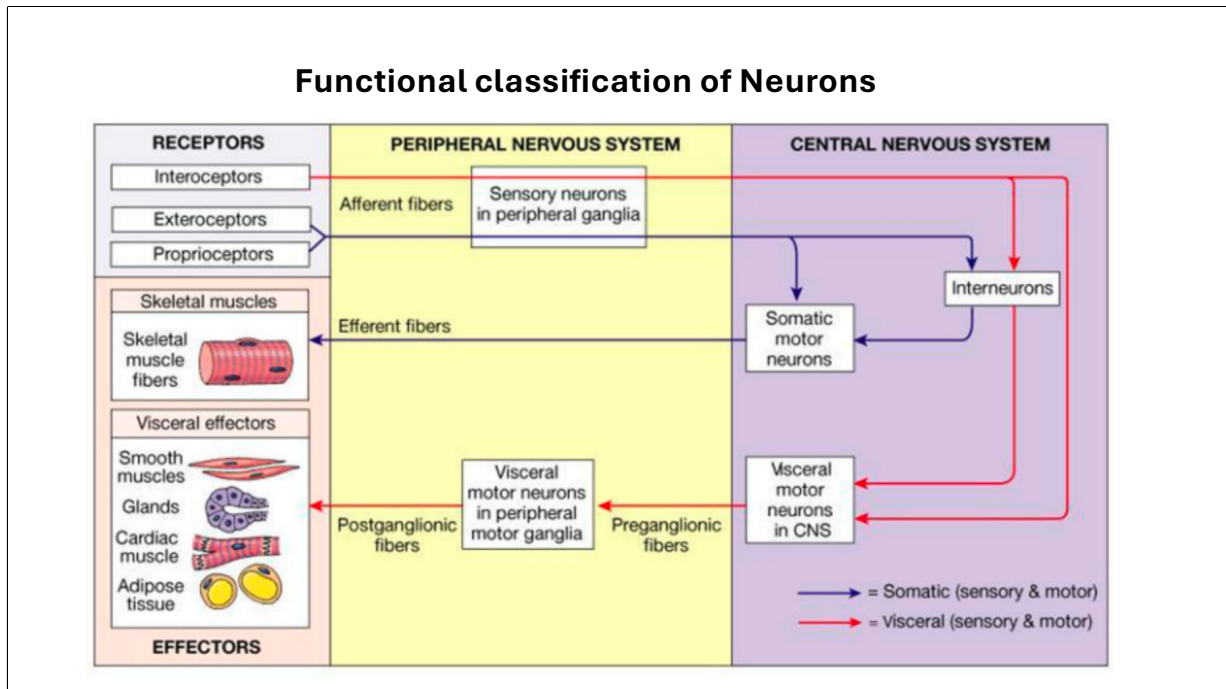 Functional classification of Neurons
RECEPTORS
Interoceptors
Exteroceptors
Proprioceptors
PERIPHERAL NERVOUS SYSTEM
Afferent fibers
Sensory neurons
in peripheral ganglia
CENTRAL NERVOUS SYSTEM
Interneurons
Skeletal muscles
Skeletal
muscle
fibers
Efferent fibers
Somatic
motor
neurons
Visceral effectors
Smooth
muscles
Glands
Cardiac
muscle
Adipose
tissue
EFFECTORS
Postganglionic
fibers
Visceral
motor neurons
in peripheral
motor ganglia
Preganglionic
fibers
Visceral
motor
neurons
in CNS
= Somatic (sensory & motor)
= Visceral (sensory & motor)